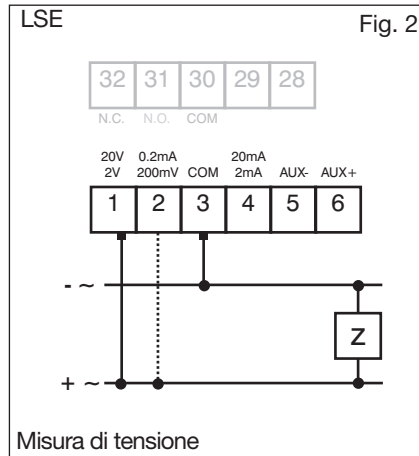 LSE Fig. 2
32 31 30 29 28
N.C. N.O. COM
20V 0.2mA 20mA
2V 200mV COM 2mA AUX- AUX+
1 2 3 4 5 6
- ~
Z
+ ~
Misura di tensione